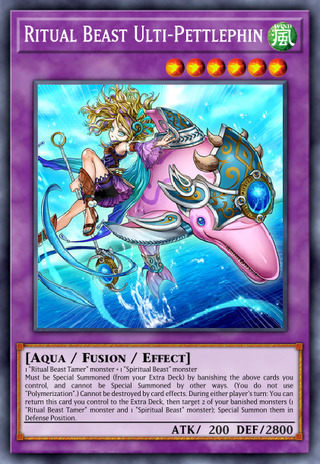 Ritual Beast Ulti-Pettlephin
WIND
風
[Aqua / Fusion / Effect]
1 "Ritual Beast Tamer" monster + 1 "Spiritual Beast" monster
Must be Special Summoned (from your Extra Deck) by banishing the above cards you
control, and cannot be Special Summoned by other ways. (You do not use
"Polymerization".) Cannot be destroyed by card effects. During either player's turn: You can
return this card you control to the Extra Deck, then target 2 of your banished monsters (1
"Ritual Beast Tamer" monster and 1 "Spiritual Beast" monster); Special Summon them in
Defense Position.
ATK/ 200 DEF/2800